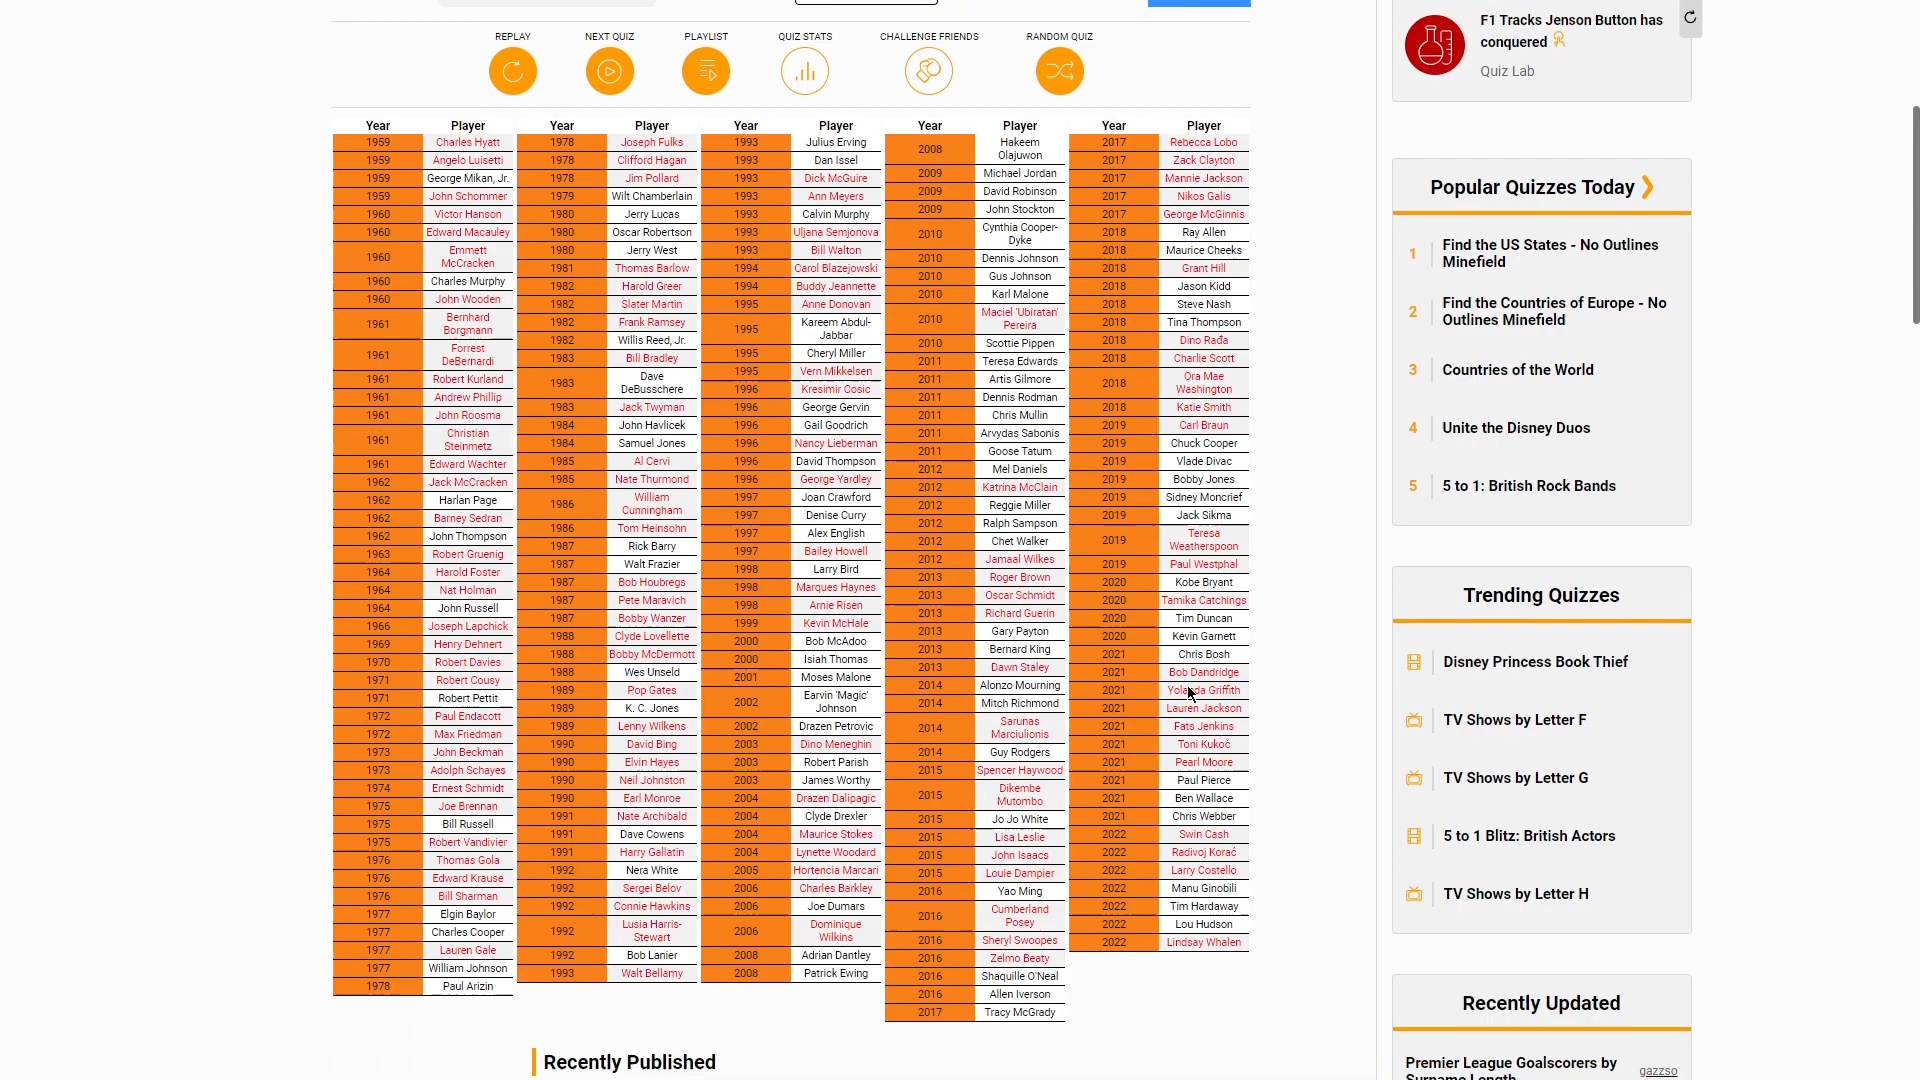 REPLAY NEXT QUIZ PLAYLIST QUIZ STATS CHALLENGE FRIENDS RANDOM QUIZ
Year Player
1959 Charles Hyatt
1959 Angelo Luisetti
1959 George Mikan, Jr.
1959 John Schommer
1960 Victor Hanson
1960 Edward Macauley
1960 Emmett
McCracken
1960 Charles Murphy
1960 John Wooden
1961 Bernhard
Borgmann
1961 Forrest
DeBernardi
1961 Robert Kurland
1961 Andrew Phillip
1961 John Roosma
1961 Christian
Steinmetz
1961 Edward Wachter
1962 Jack McCracken
1962 Harlan Page
1962 Barney Sedran
1962 John Thompson
1963 Robert Gruenig
1964 Harold Foster
1964 Nat Holman
1964 John Russell
1966 Joseph Lapchick
1969 Henry Dehnert
1970 Robert Davies
1971 Robert Cousy
1971 Robert Pettit
1972 Paul Endacott
1972 Max Friedman
1973 John Beckman
1973 Adolph Schayes
1974 Ernest Schmidt
1975 Joe Brennan
1975 Bill Russell
1975 Robert Vandivier
1976 Thomas Gola
1976 Edward Krause
1976 Bill Sharman
1977 Elgin Baylor
1977 Charles Cooper
1977 Lauren Gale
1977 William Johnson
1978 Paul Arizin
Year Player
1978 Joseph Fulks
1978 Clifford Hagan
1978 Jim Pollard
1979 Wilt Chamberlain
1980 Jerry Lucas
1980 Oscar Robertson
1980 Jerry West
1981 Thomas Barlow
1982 Harold Greer
1982 Slater Martin
1982 Frank Ramsey
1982 Willis Reed, Jr.
1983 Bill Bradley
1983 Dave
DeBusschere
1983 Jack Twyman
1984 John Havlicek
1984 Samuel Jones
1985 Al Cervi
1985 Nate Thurmond
1986 William
Cunningham
1986 Tom Heinsohn
1987 Rick Barry
1987 Walt Frazier
1987 Bob Houbregs
1987 Pete Maravich
1987 Bobby Wanzer
1988 Clyde Lovellette
1988 Bobby McDermott
1988 Wes Unseld
1989 Pop Gates
1989 K. C. Jones
1989 Lenny Wilkens
1990 David Bing
1990 Elvin Hayes
1990 Neil Johnston
1990 Earl Monroe
1991 Nate Archibald
1991 Dave Cowens
1991 Harry Gallatin
1992 Nera White
1992 Sergei Belov
1992 Connie Hawkins
1992 Lusia Harris-
Stewart
1992 Bob Lanier
1993 Walt Bellamy
Year Player
1993 Julius Erving
1993 Dan Issel
1993 Dick McGuire
1993 Ann Meyers
1993 Calvin Murphy
1993 Uljana Semjonova
1993 Bill Walton
1994 Carol Blazejowski
1994 Buddy Jeannette
1995 Anne Donovan
1995 Kareem Abdul-
Jabbar
1995 Cheryl Miller
1995 Vern Mikkelsen
1996 Kresimir Cosic
1996 George Gervin
1996 Gail Goodrich
1996 Nancy Lieberman
1996 David Thompson
1996 George Yardley
1997 Joan Crawford
1997 Denise Curry
1997 Alex English
1997 Bailey Howell
1998 Larry Bird
1998 Marques Haynes
1998 Arnie Risen
1999 Kevin McHale
2000 Bob McAdoo
2000 Isiah Thomas
2001 Moses Malone
2002 Earvin 'Magic'
Johnson
2002 Drazen Petrovic
2003 Dino Meneghin
2003 Robert Parish
2003 James Worthy
2004 Drazen Dalipagic
2004 Clyde Drexler
2004 Maurice Stokes
2004 Lynette Woodard
2005 Hortencia Marcari
2006 Charles Barkley
2006 Joe Dumars
2006 Dominique
Wilkins
2008 Adrian Dantley
2008 Patrick Ewing
Year Player
2008 Hakeem
Olajuwon
2009 Michael Jordan
2009 David Robinson
2009 John Stockton
2010 Cynthia Cooper-
Dyke
2010 Dennis Johnson
2010 Gus Johnson
2010 Karl Malone
2010 Maciel 'Ubiratan'
Pereira
2010 Scottie Pippen
2011 Teresa Edwards
2011 Artis Gilmore
2011 Dennis Rodman
2011 Chris Mullin
2011 Arvydas Sabonis
2011 Goose Tatum
2012 Mel Daniels
2012 Katrina McClain
2012 Reggie Miller
2012 Ralph Sampson
2012 Chet Walker
2012 Jamaal Wilkes
2013 Roger Brown
2013 Oscar Schmidt
2013 Richard Guerin
2013 Gary Payton
2013 Bernard King
2013 Dawn Staley
2014 Alonzo Mourning
2014 Mitch Richmond
2014 Sarunas
Marciulionis
2014 Guy Rodgers
2015 Spencer Haywood
2015 Dikembe
Mutombo
2015 Jo Jo White
2015 Lisa Leslie
2015 John Isaacs
2015 Louie Dampier
2016 Yao Ming
2016 Cumberland
Posey
2016 Sheryl Swoopes
2016 Zelmo Beaty
2016 Shaquille O'Neal
2016 Allen Iverson
2017 Tracy McGrady
Year Player
2017 Rebecca Lobo
2017 Zack Clayton
2017 Mannie Jackson
2017 Nikos Galis
2017 George McGinnis
2018 Ray Allen
2018 Maurice Cheeks
2018 Grant Hill
2018 Jason Kidd
2018 Steve Nash
2018 Tina Thompson
2018 Dino Rađa
2018 Charlie Scott
2018 Ora Mae
Washington
2018 Katie Smith
2019 Carl Braun
2019 Chuck Cooper
2019 Vlade Divac
2019 Bobby Jones
2019 Sidney Moncrief
2019 Jack Sikma
2019 Teresa
Weatherspoon
2019 Paul Westphal
2020 Kobe Bryant
2020 Tamika Catchings
2020 Tim Duncan
2020 Kevin Garnett
2021 Chris Bosh
2021 Bob Dandridge
2021 Yolanda Griffith
2021 Lauren Jackson
2021 Fats Jenkins
2021 Toni Kukoč
2021 Pearl Moore
2021 Paul Pierce
2021 Ben Wallace
2021 Chris Webber
2022 Swin Cash
2022 Radivoj Korać
2022 Larry Costello
2022 Manu Ginobili
2022 Tim Hardaway
2022 Lou Hudson
2022 Lindsay Whalen
Recently Published
F1 Tracks Jenson Button has
conquered
Quiz Lab
Popular Quizzes Today
1 Find the US States - No Outlines
Minefield
2 Find the Countries of Europe - No
Outlines Minefield
3 Countries of the World
4 Unite the Disney Duos
5 5 to 1: British Rock Bands
Trending Quizzes
Disney Princess Book Thief
TV Shows by Letter F
TV Shows by Letter G
5 to 1 Blitz: British Actors
TV Shows by Letter H
Recently Updated
Premier League Goalscorers by
Surname Length
gazzso